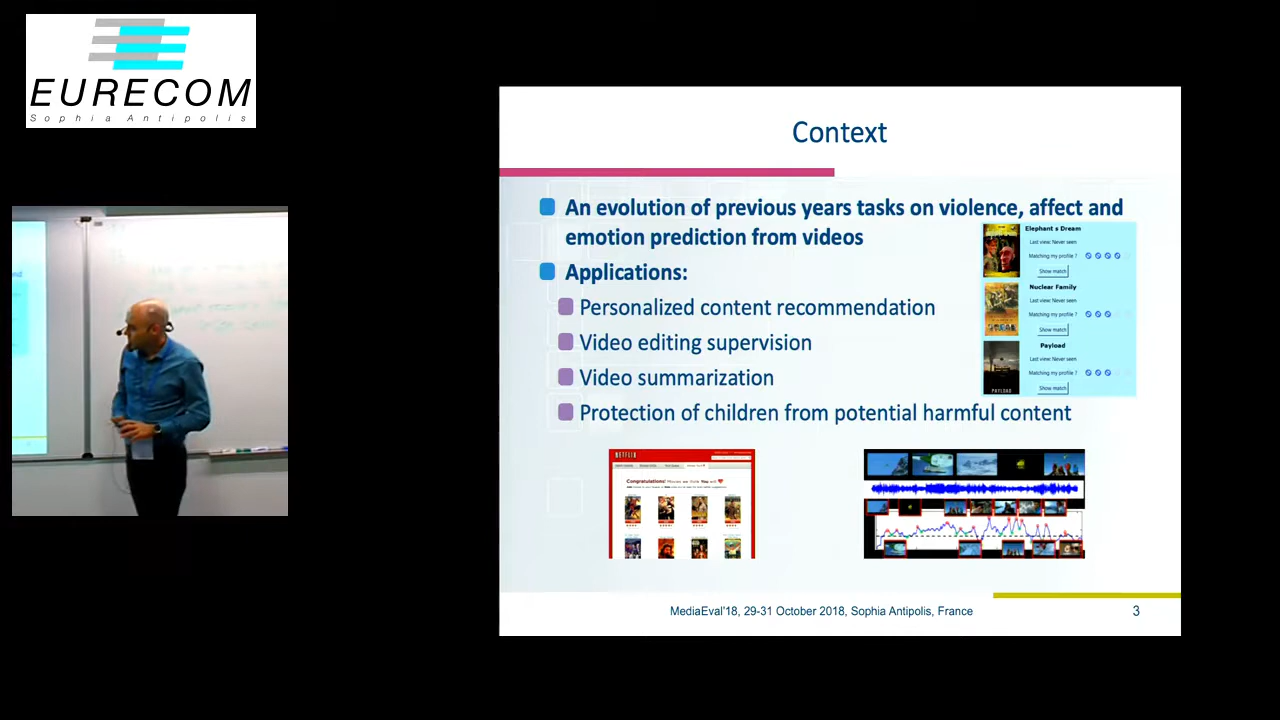 EURECOM
Sophia Antipolis
Context
An evolution of previous years tasks on violence, affect and
emotion prediction from videos
Applications:
Personalized content recommendation
Video editing supervision
Video summarization
Protection of children from potential harmful content
Elephant s Dream
Last view: Never seen
Matching my profile ?
Show match
Nuclear Family
Last view: Never seen
Matching my profile ?
Show match
Payload
Last view: Never seen
Matching my profile ?
Show match
PAYLOAD
NETFLIX
Congratulations!
MediaEval'18, 29-31 October 2018, Sophia Antipolis, France
3